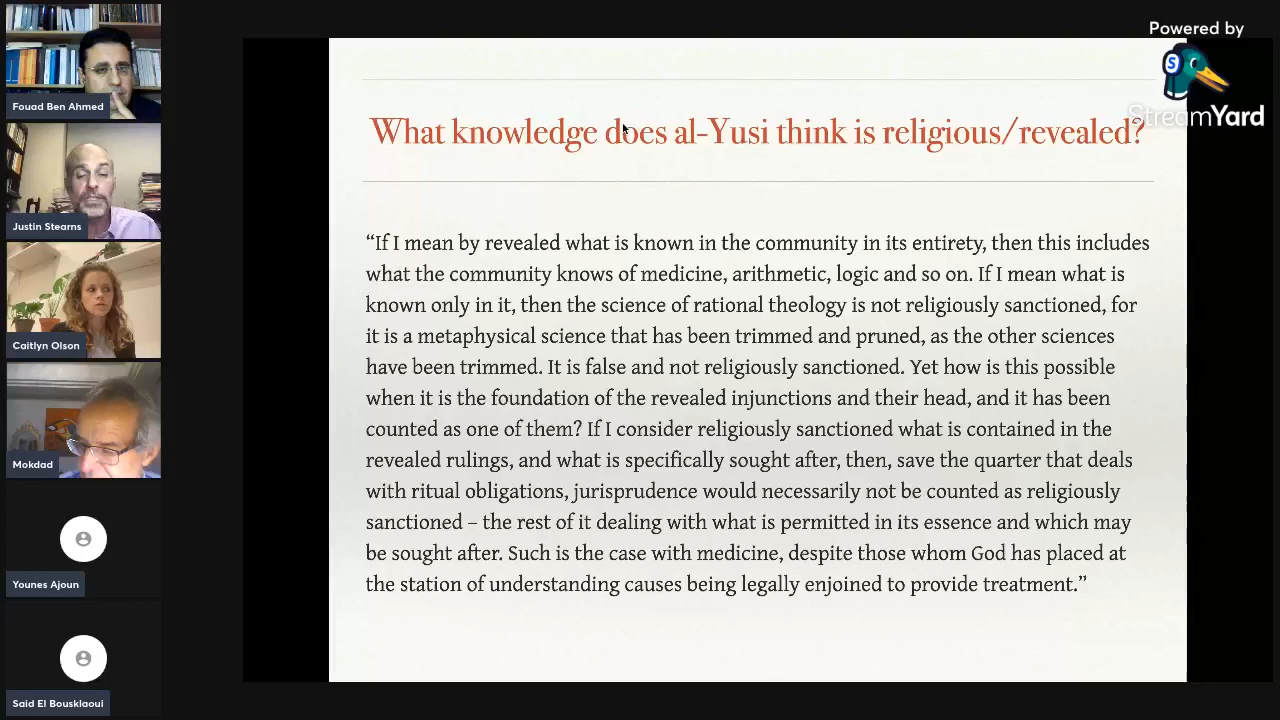 Powered by
StreamYard
Fouad Ben Ahmed
Justin Stearns
Caitlyn Olson
Mokdad
Younes Ajoun
Said El Bousklaoui
What knowledge does al-Yusi think is religious/revealed?
“If I mean by revealed what is known in the community in its entirety, then this includes
what the community knows of medicine, arithmetic, logic and so on. If I mean what is
known only in it, then the science of rational theology is not religiously sanctioned, for
it is a metaphysical science that has been trimmed and pruned, as the other sciences
have been trimmed. It is false and not religiously sanctioned. Yet how is this possible
when it is the foundation of the revealed injunctions and their head, and it has been
counted as one of them? If I consider religiously sanctioned what is contained in the
revealed rulings, and what is specifically sought after, then, save the quarter that deals
with ritual obligations, jurisprudence would necessarily not be counted as religiously
sanctioned – the rest of it dealing with what is permitted in its essence and which may
be sought after. Such is the case with medicine, despite those whom God has placed at
the station of understanding causes being legally enjoined to provide treatment.”